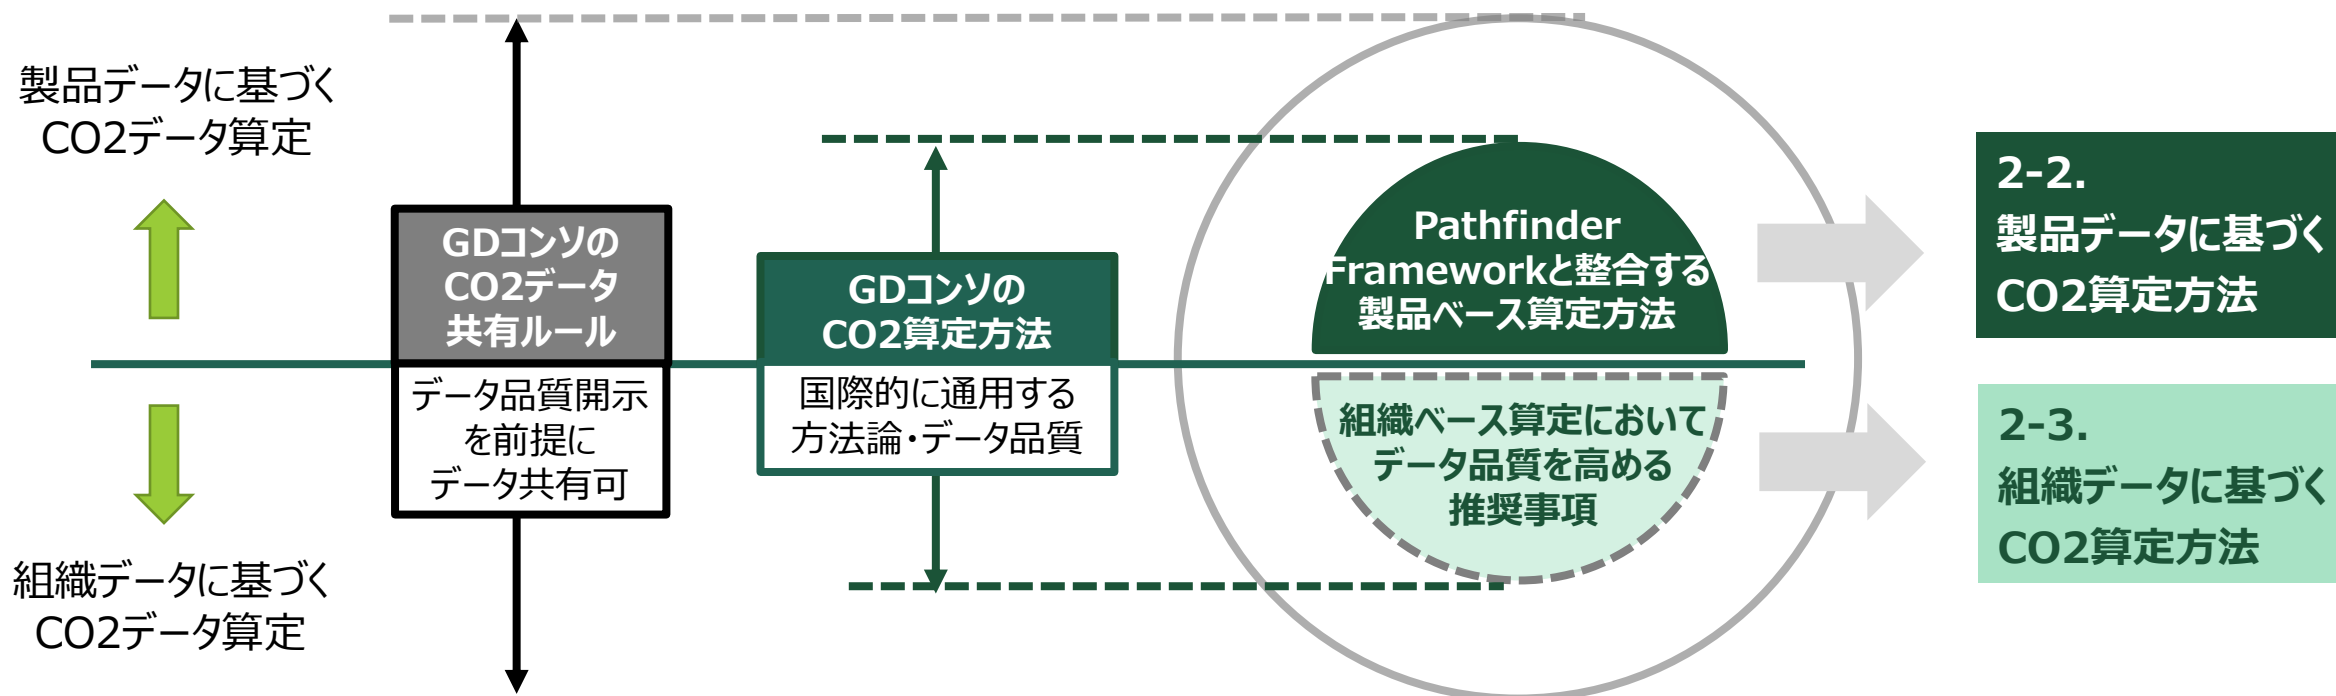 製品データに基づく
CO2データ算定
組織データに基づく
CO2データ算定
GDコンソの
CO2データ
共有ルール
データ品質開示
を前提に
データ共有可
GDコンソの
CO2算定方法
国際的に通用する
方法論・データ品質
Pathfinder
Frameworkと整合する
製品ベース算定方法
組織ベース算定において
データ品質を高める
推奨事項
2-2.
製品データに基づく
CO2算定方法
2-3.
組織データに基づく
CO2算定方法